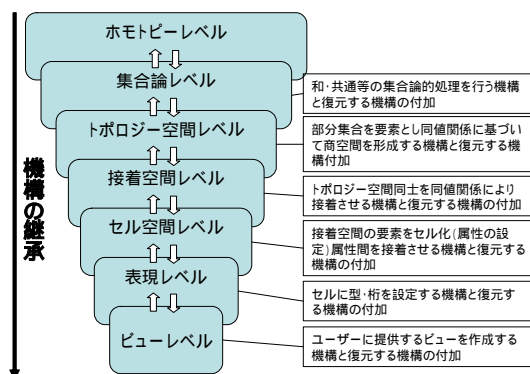 ホモトピーレベル
集合論レベル
トポロジー空間レベル
接着空間レベル
セル空間レベル
表現レベル
ビューレベル
機構の継承
和・共通等の集合論的処理を行う機構
と復元する機構の付加
部分集合を要素とし同値関係に基づい
て商空間を形成する機構と復元する機
構付加
トポロジー空間同士を同値関係により
接着させる機構と復元する機構の付加
接着空間の要素をセル化(属性の設
定)属性間を接着させる機構と復元する
機構の付加
セルに型・桁を設定する機構と復元す
る機構の付加
ユーザーに提供するビューを作成する
機構と復元する機構の付加